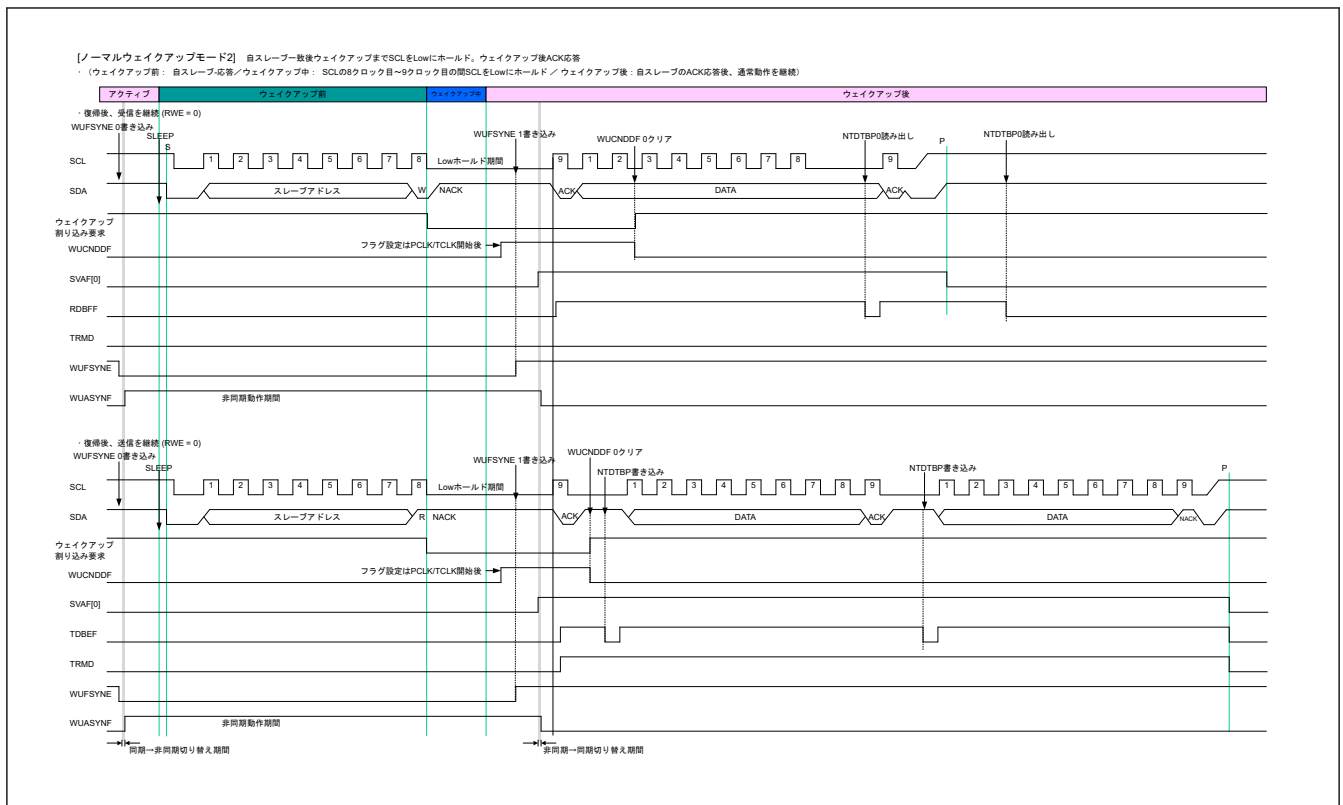 [ノーマルウェイクアップモード2] 自スレーブ一致後ウェイクアップまでSCLをLowにホールド。ウェイクアップ後ACK応答
・（ウェイクアップ前： 自スレーブ-応答／ウェイクアップ中： SCLの8クロック目～9クロック目の間SCLをLowにホールド ／ ウェイクアップ後：自スレーブのACK応答後、通常動作を継続）
アクティブ ウェイクアップ前 ウェイクアップ中 ウェイクアップ後
・復帰後、受信を継続 (RWE = 0)
WUFSYNE 0書き込み
SLEEP
S
WUFSYNE 1書き込み
WUCNDDF 0クリア
NTDTBP0読み出し
P
NTDTBP0読み出し
SCL 1 2 3 4 5 6 7 8 Lowホールド期間 9 1 2 3 4 5 6 7 8 9
SDA スレーブアドレス W NACK ACK DATA ACK
ウェイクアップ
割り込み要求
WUCNDDF フラグ設定はPCLK/TCLK開始後
SVAF[0]
RDBFF
TRMD
WUFSYNE
WUASYNF 非同期動作期間
・復帰後、送信を継続 (RWE = 0)
WUFSYNE 0書き込み
SLEEP
WUFSYNE 1書き込み
WUCNDDF 0クリア
NTDTBP書き込み
NTDTBP書き込み
P
SCL 1 2 3 4 5 6 7 8 Lowホールド期間 9 1 2 3 4 5 6 7 8 9 1 2 3 4 5 6 7 8 9
SDA スレーブアドレス R NACK ACK DATA ACK DATA NACK
ウェイクアップ
割り込み要求
WUCNDDF フラグ設定はPCLK/TCLK開始後
SVAF[0]
TDBEF
TRMD
WUFSYNE
WUASYNF 非同期動作期間
同期→非同期切り替え期間 非同期→同期切り替え期間